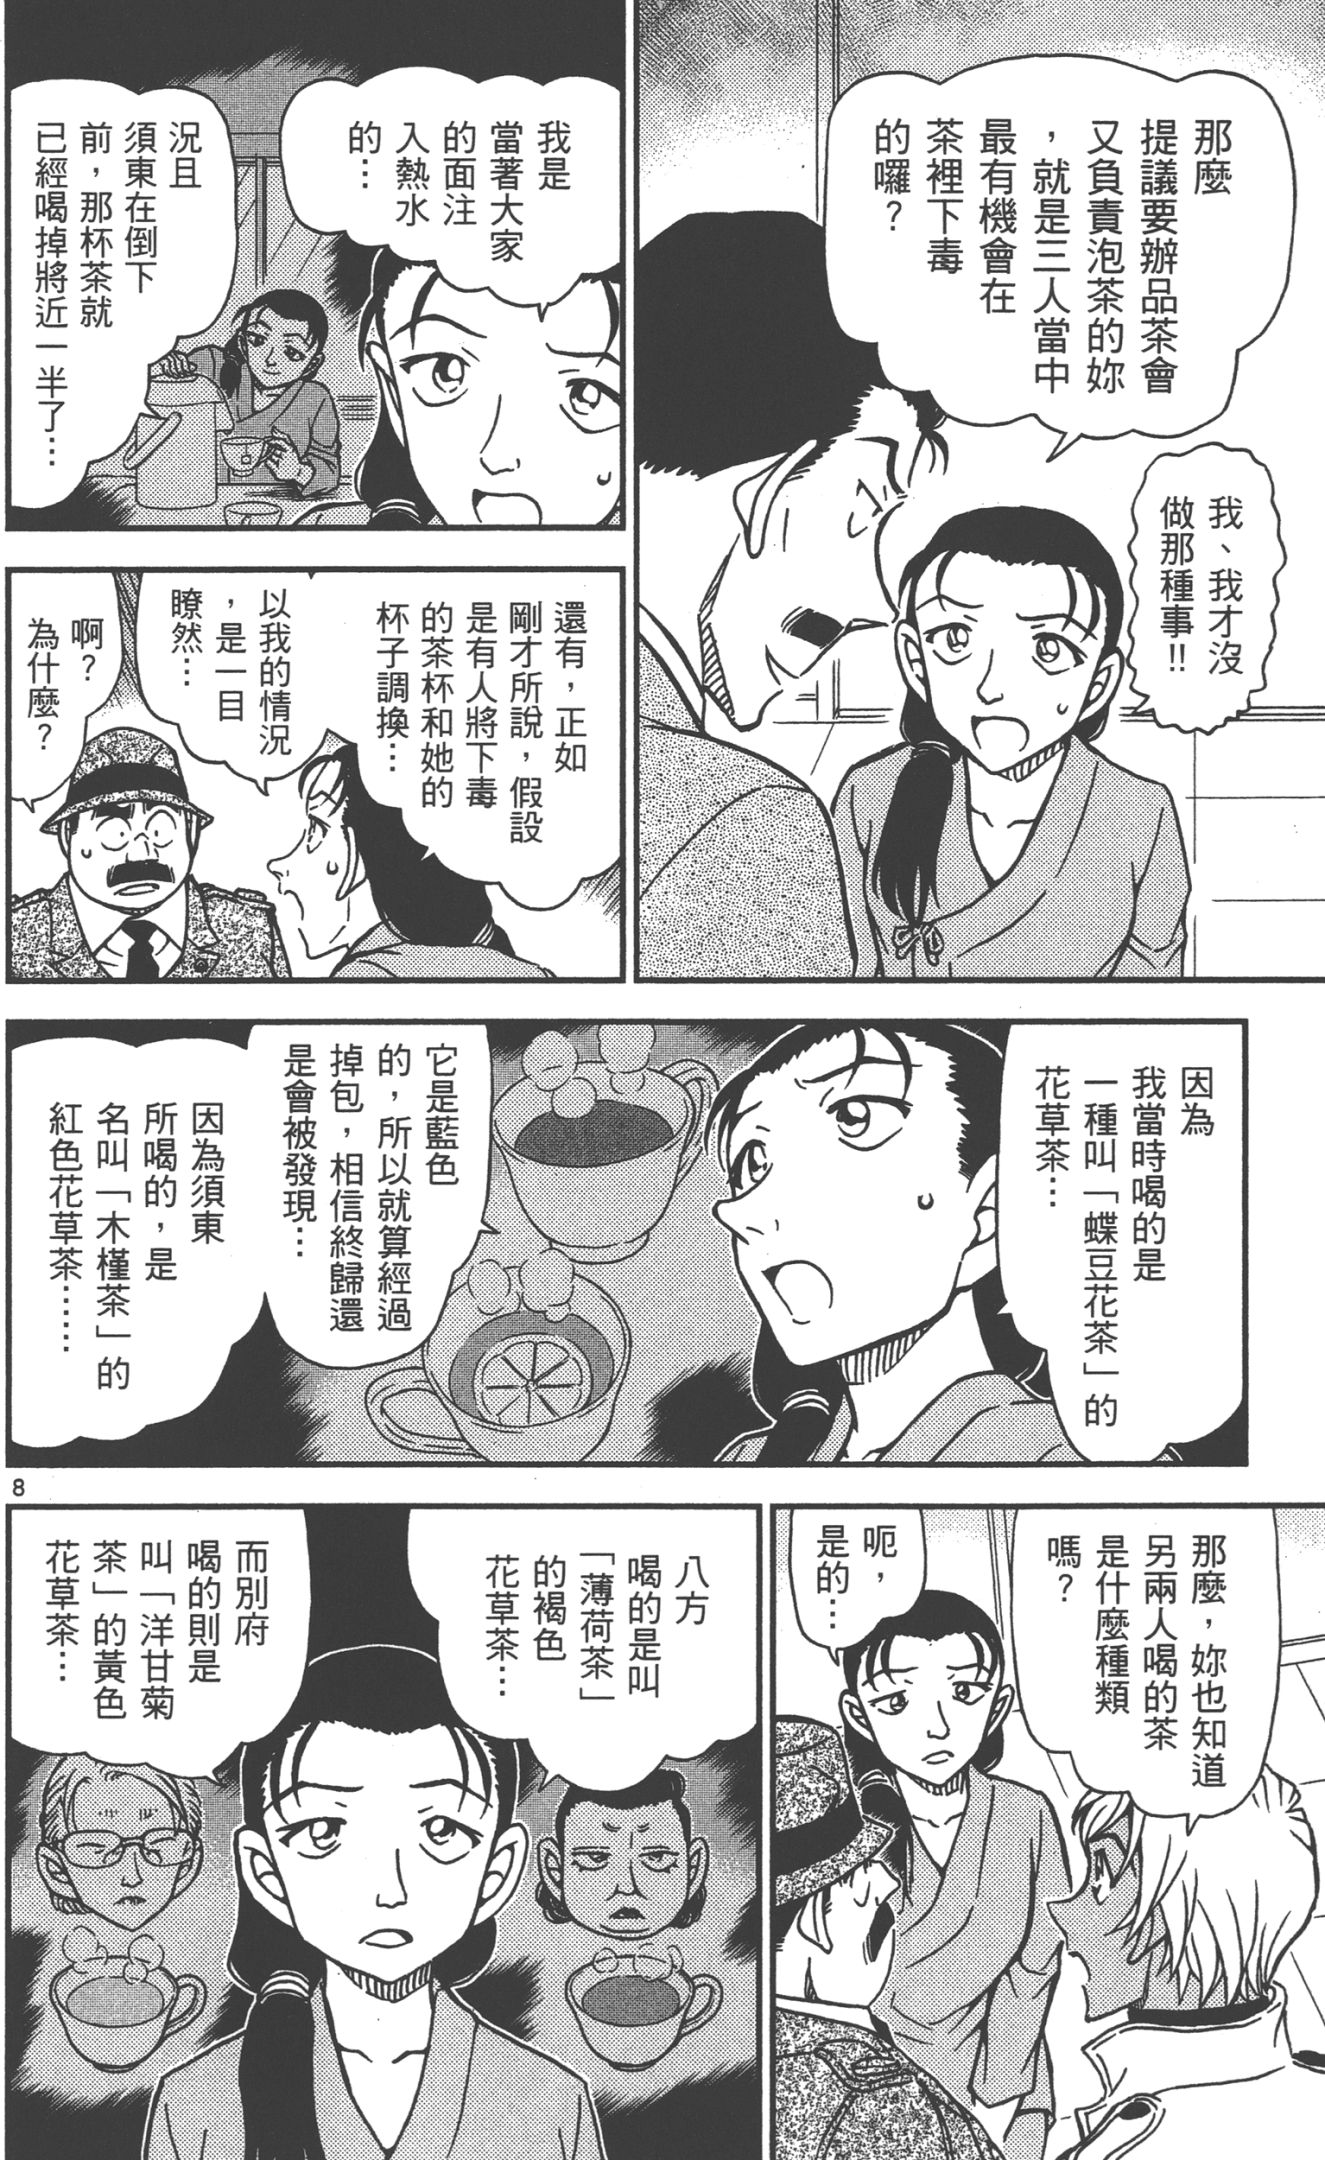 那麼
提議要辦品茶會
又負責泡茶的妳
，就是三人當中
最有機會在
茶裡下毒
的囉？
我、我才沒
做那種事!!
我是
當著大家
的面注
入熱水
的…
況且
須東在倒下
前，那杯茶就
已經喝掉將近一半了…
還有，正如
剛才所說，假設
是有人將下毒
的茶杯和她的
杯子調換…
以我的情況
，是一目
瞭然…
啊？
為什麼？
因為
我當時喝的是
一種叫「蝶豆花茶」的
花草茶…
它是藍色
的，所以就算經過
掉包，相信終歸還
是會被發現…
因為須東
所喝的，是
名叫「木槿茶」的
紅色花草茶……
8
那麼，妳也知道
另兩人喝的茶
是什麼種類
嗎？
呃，
是的…
八方
喝的是叫
「薄荷茶」
的褐色
花草茶…
而別府
喝的則是
叫「洋甘菊
茶」的黃色
花草茶…